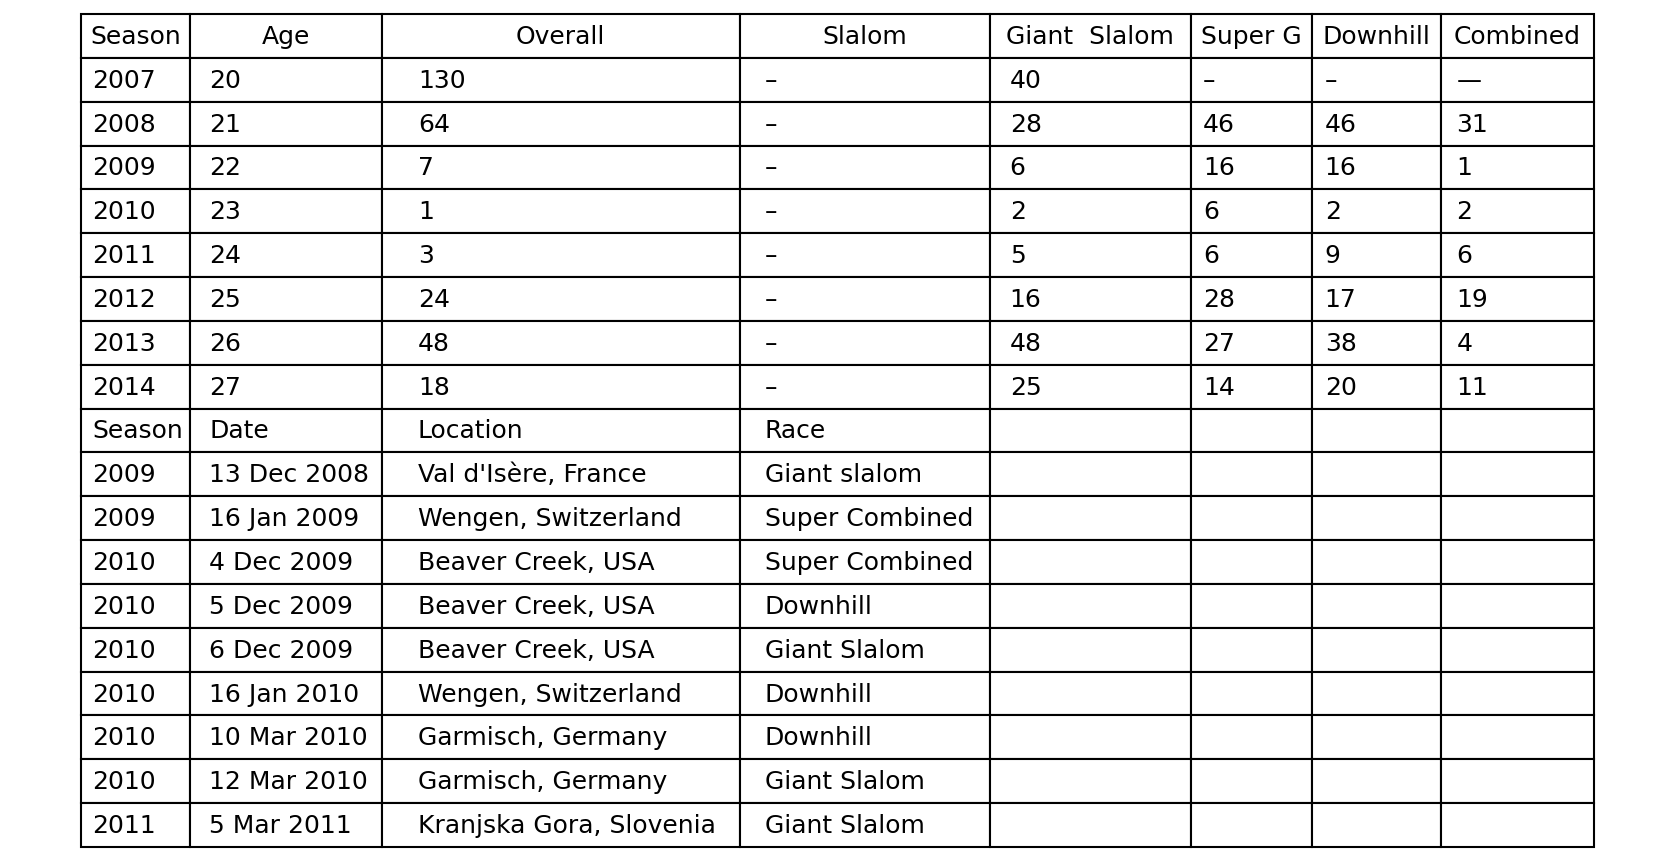 Season Age Overall Slalom Giant Slalom Super G Downhill Combined
2007 20 130 – 40 – – —
2008 21 64 – 28 46 46 31
2009 22 7 – 6 16 16 1
2010 23 1 – 2 6 2 2
2011 24 3 – 5 6 9 6
2012 25 24 – 16 28 17 19
2013 26 48 – 48 27 38 4
2014 27 18 – 25 14 20 11
Season Date Location Race
2009 13 Dec 2008 Val d'Isère, France Giant slalom
2009 16 Jan 2009 Wengen, Switzerland Super Combined
2010 4 Dec 2009 Beaver Creek, USA Super Combined
2010 5 Dec 2009 Beaver Creek, USA Downhill
2010 6 Dec 2009 Beaver Creek, USA Giant Slalom
2010 16 Jan 2010 Wengen, Switzerland Downhill
2010 10 Mar 2010 Garmisch, Germany Downhill
2010 12 Mar 2010 Garmisch, Germany Giant Slalom
2011 5 Mar 2011 Kranjska Gora, Slovenia Giant Slalom